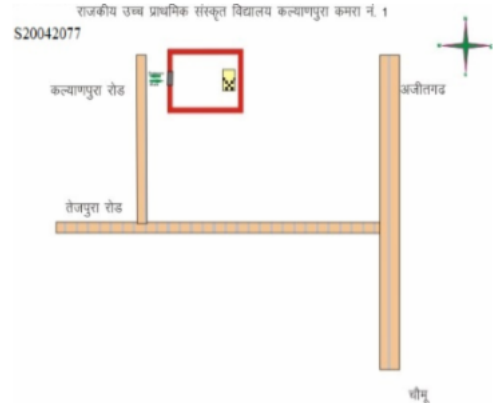 राजकीय उच्च प्राथमिक संस्कृत विद्यालय कल्याणपुरा कमरा नं. 1
S20042077
कल्याणपुरा रोड
अजीतगढ
तेजपुरा रोड
चौमू